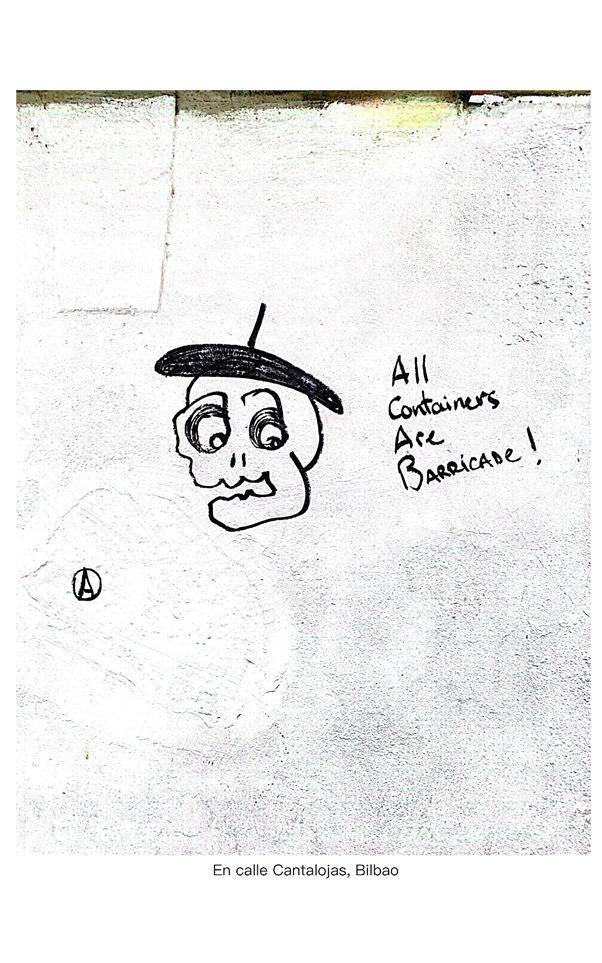 All
Containers
Are
BARRICADE!
A
En calle Cantalojas, Bilbao